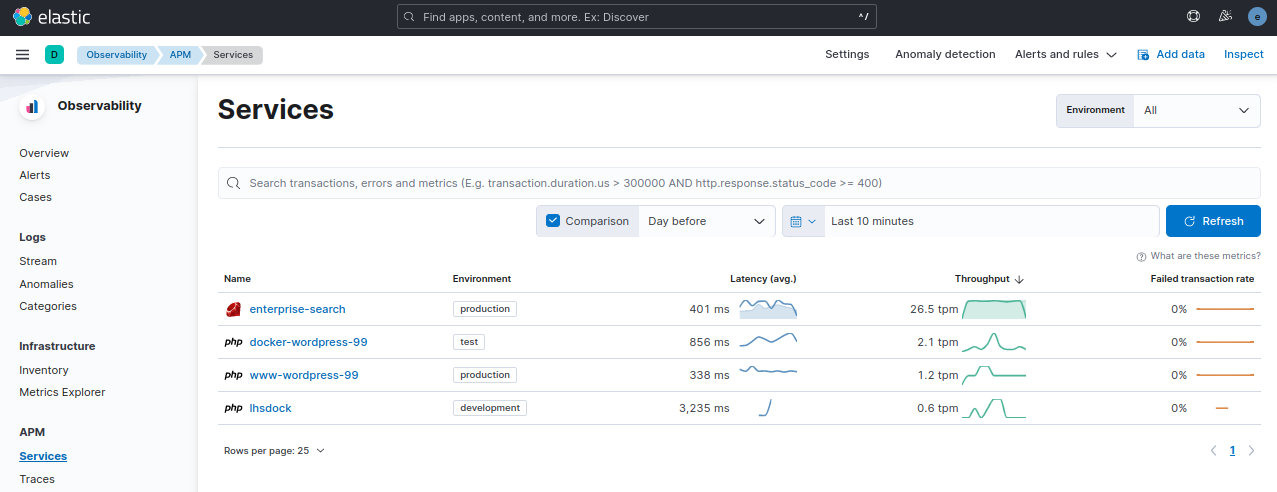 elastic
Find apps, content, and more. Ex: Discover ^/
e
D Observability APM Services Settings Anomaly detection Alerts and rules Add data Inspect
Observability
Overview
Alerts
Cases
Logs
Stream
Anomalies
Categories
Infrastructure
Inventory
Metrics Explorer
APM
Services
Traces
Services
Environment All
Search transactions, errors and metrics (E.g. transaction.duration.us > 300000 AND http.response.status_code >= 400)
Comparison Day before Last 10 minutes Refresh
What are these metrics?
Name Environment Latency (avg.) Throughput Failed transaction rate
enterprise-search production 401 ms 26.5 tpm 0%
php docker-wordpress-99 test 856 ms 2.1 tpm 0%
php www-wordpress-99 production 338 ms 1.2 tpm 0%
php lhsdock development 3,235 ms 0.6 tpm 0%
Rows per page: 25 1